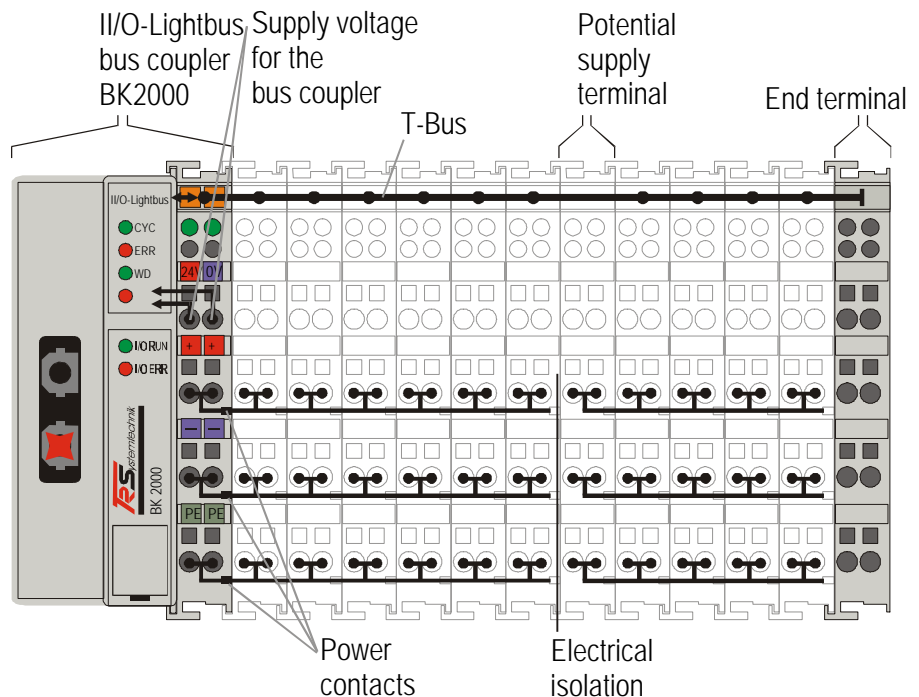 II/O-Lightbus
bus coupler
BK2000
Supply voltage
for the
bus coupler
Potential
supply
terminal
End terminal
T-Bus
II/O-Lightbus
CYC
ERR
WD
24V 0V
I/O RUN
I/O ERR
+ +
− −
TRSystemtechnik
BK 2000
PE PE
Power
contacts
Electrical
isolation